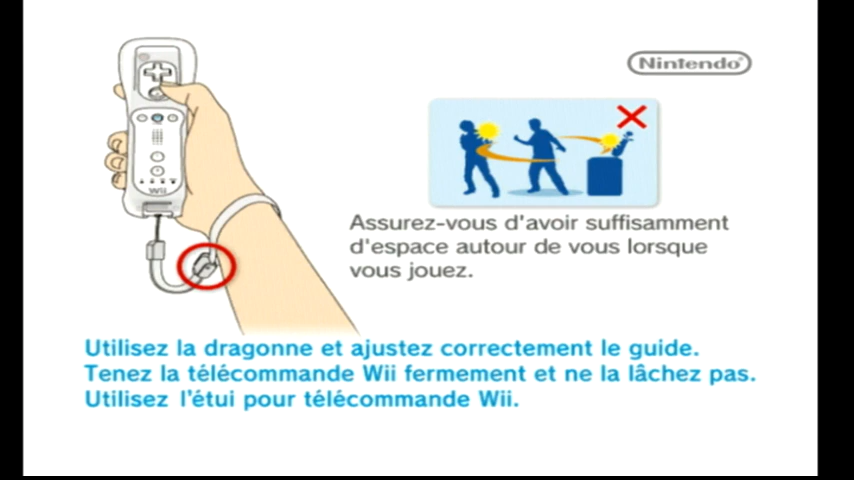 Nintendo
Wii
Assurez-vous d'avoir suffisamment
d'espace autour de vous lorsque
vous jouez.
Utilisez la dragonne et ajustez correctement le guide.
Tenez la télécommande Wii fermement et ne la lâchez pas.
Utilisez l'étui pour télécommande Wii.